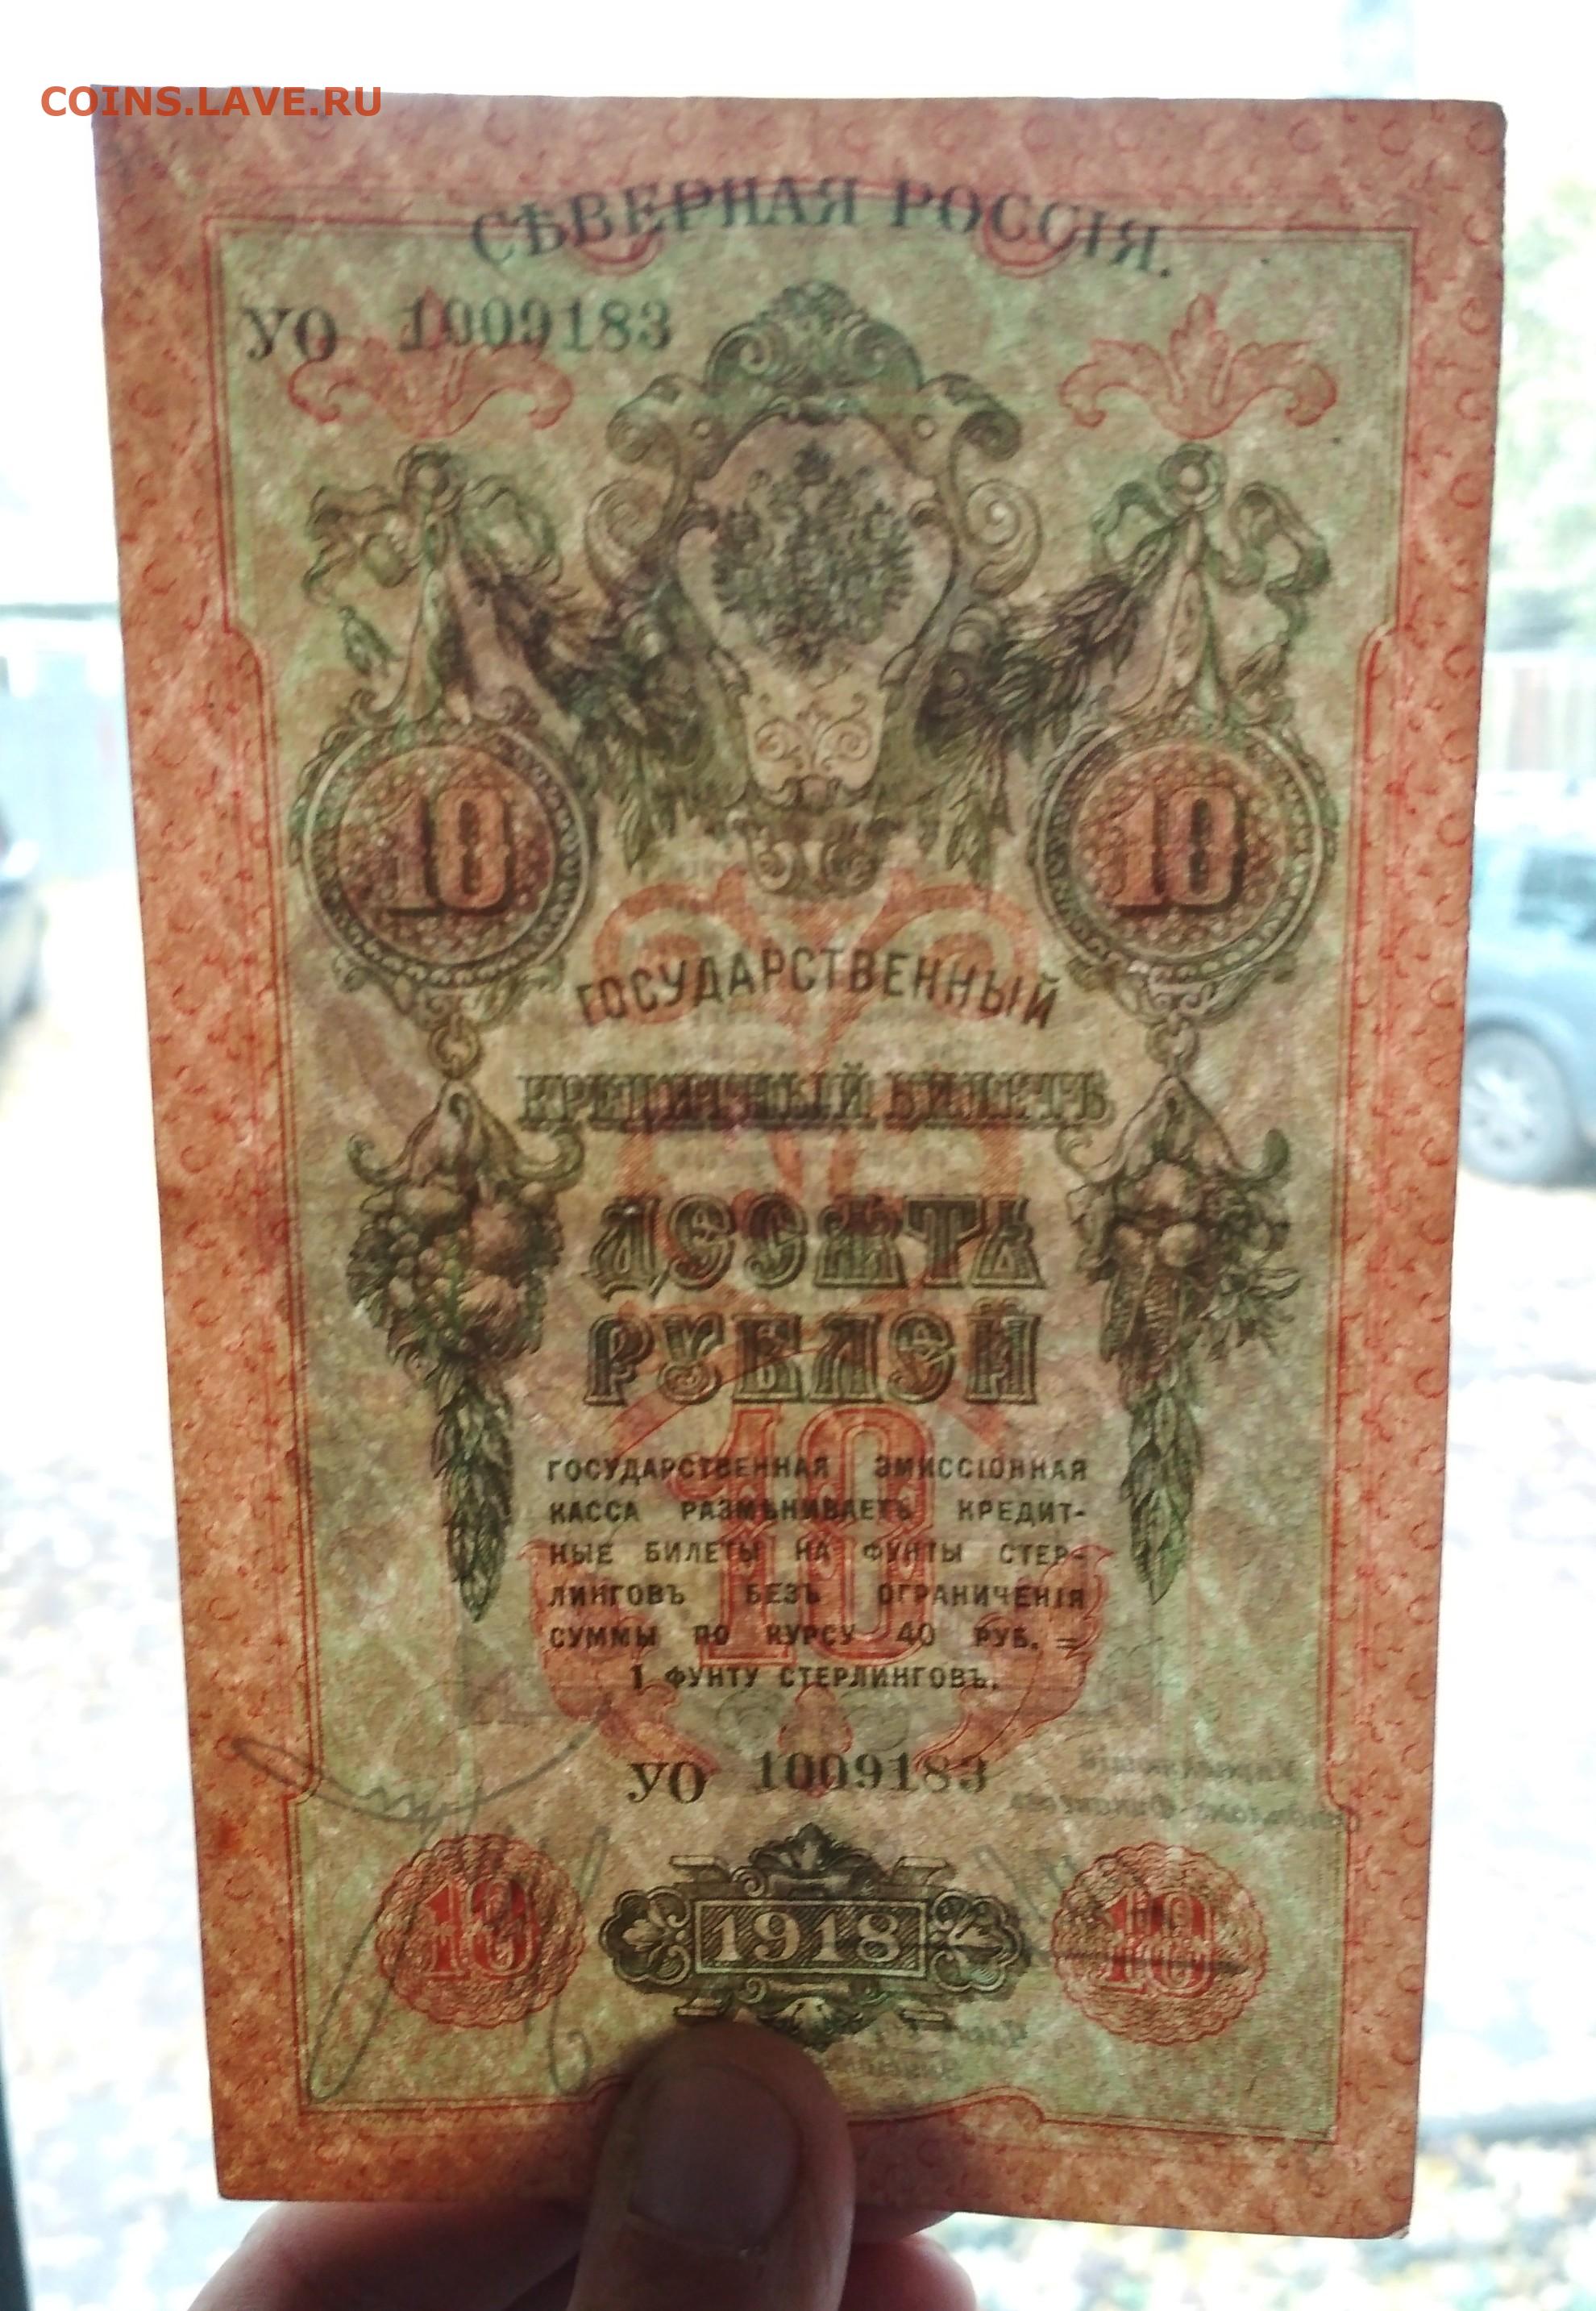 COINS.LAVE.RU
СѢВЕРНАЯ РОССІЯ.
УО 1009183
10 10
ГОСУДАРСТВЕННЫЙ
КРЕДИТНЫЙ БИЛЕТЪ
ДЕСЯТЬ
РУБЛЕЙ
10
ГОСУДАРСТВЕННАЯ ЭМИССІОННАЯ
КАССА РАЗМѢНИВАЕТЪ КРЕДИТ-
НЫЕ БИЛЕТЫ НА ФУНТЫ СТЕР-
ЛИНГОВЪ БЕЗЪ ОГРАНИЧЕНІЯ
СУММЫ ПО КУРСУ 40 РУБ. =
1 ФУНТУ СТЕРЛИНГОВЪ.
УО 1009183
10 1918 10